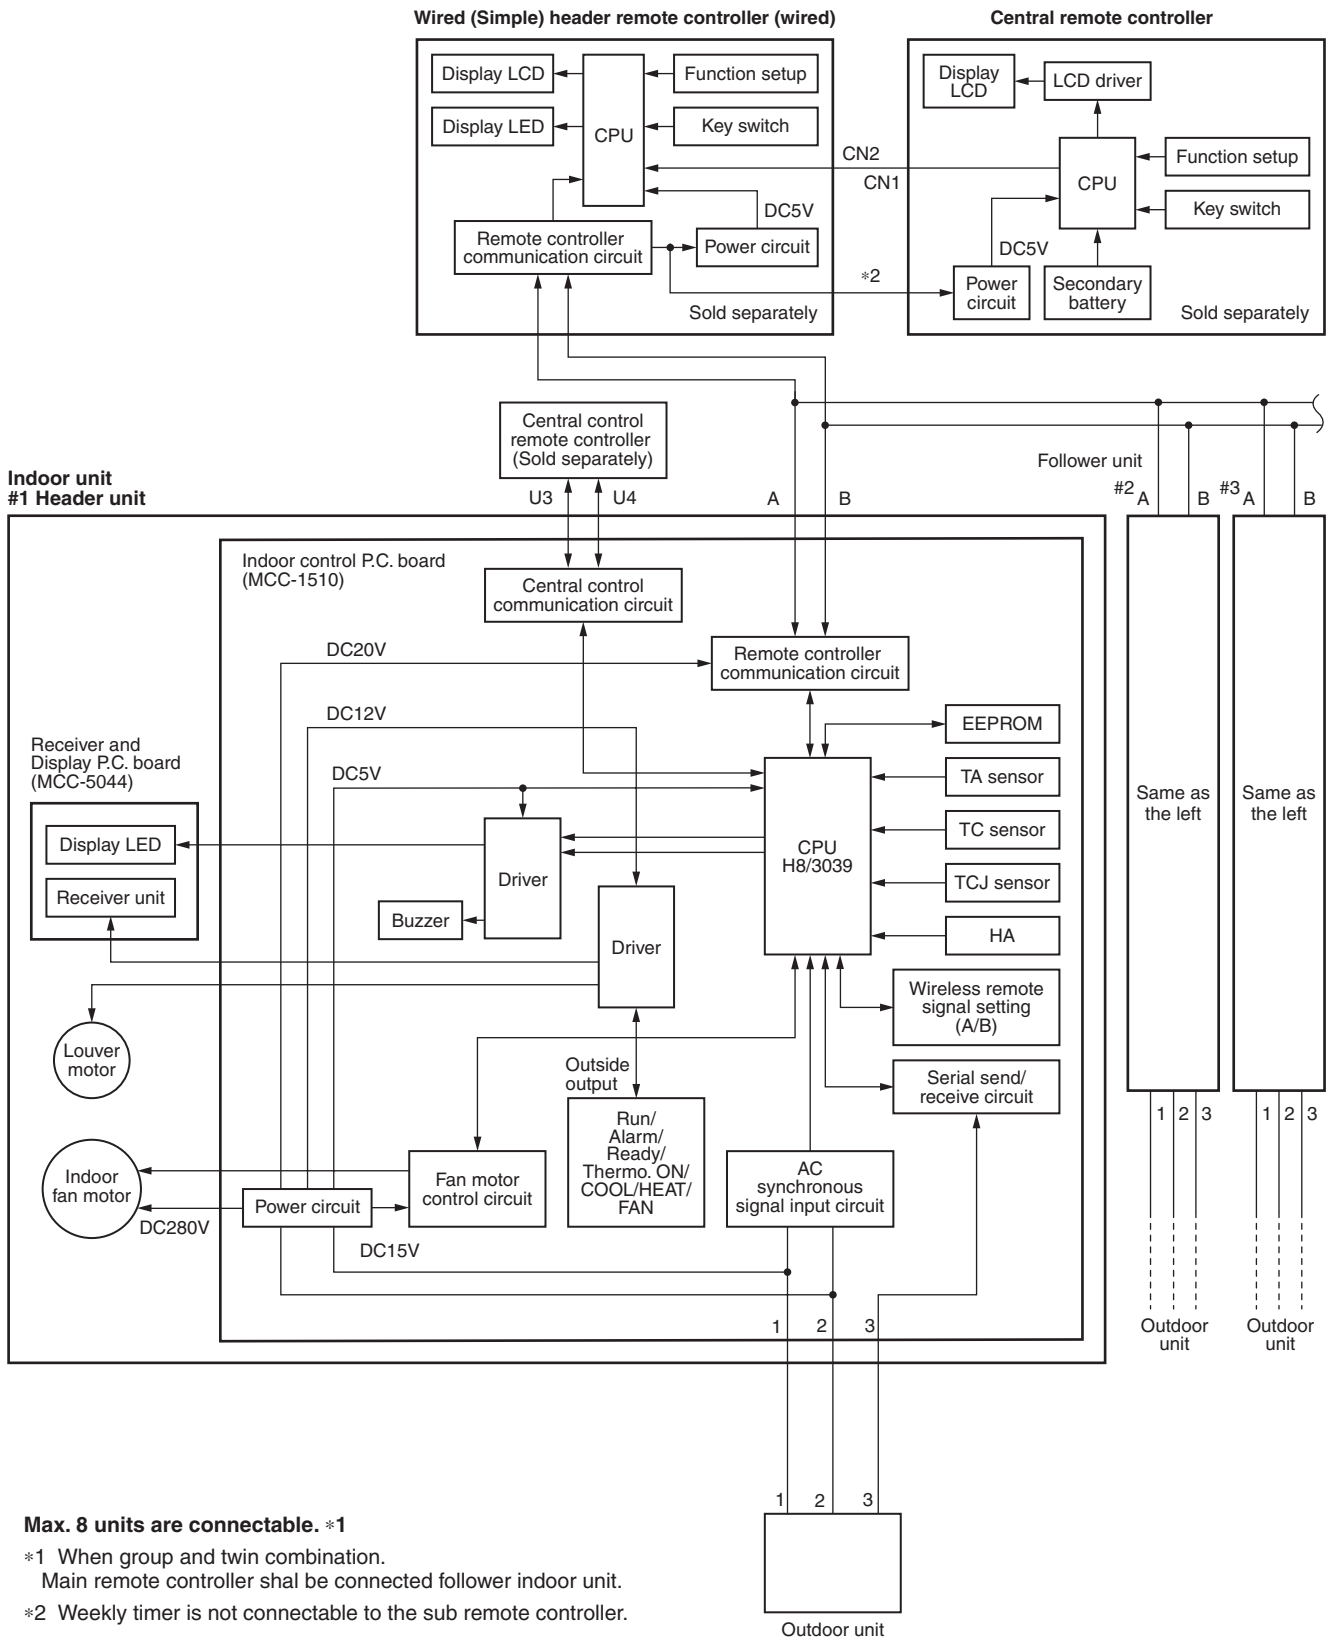 Wired (Simple) header remote controller (wired)
Central remote controller
Display LCD
CPU
Function setup
Display LED
Key switch
Remote controller
communication circuit
DC5V
Power circuit
Sold separately
CN2
CN1
∗2
Display
LCD
LCD driver
CPU
Function setup
Key switch
DC5V
Power
circuit
Secondary
battery
Sold separately
Central control
remote controller
(Sold separately)
U3
U4
A
B
Follower unit
#2
A
B
#3
A
B
Indoor unit
#1 Header unit
Indoor control P.C. board
(MCC-1510)
Central control
communication circuit
DC20V
Remote controller
communication circuit
DC12V
EEPROM
Receiver and
Display P.C. board
(MCC-5044)
DC5V
TA sensor
Display LED
Driver
CPU
H8/3039
TC sensor
Receiver unit
TCJ sensor
Buzzer
Driver
HA
Same as
the left
Same as
the left
Wireless remote
signal setting
(A/B)
Louver
motor
Outside
output
Serial send/
receive circuit
Run/
Alarm/
Ready/
Thermo. ON/
COOL/HEAT/
FAN
Indoor
fan motor
Fan motor
control circuit
AC
synchronous
signal input circuit
Power circuit
DC280V
DC15V
1
2
3
1
2
3
1
2
3
Outdoor
unit
Outdoor
unit
1
2
3
Outdoor unit
Max. 8 units are connectable. ∗1
∗1 When group and twin combination.
Main remote controller shal be connected follower indoor unit.
∗2 Weekly timer is not connectable to the sub remote controller.